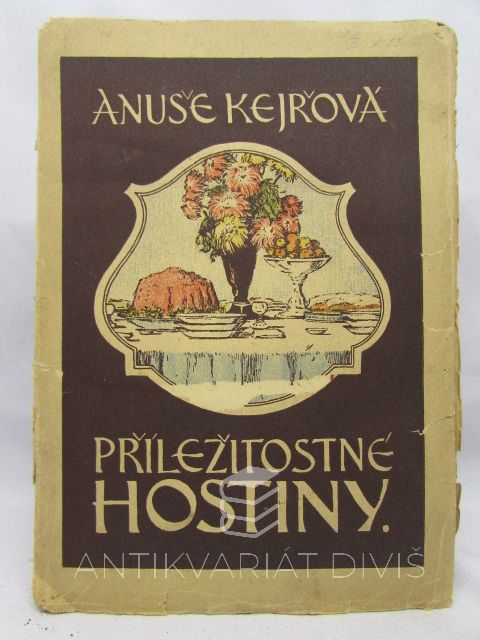 ANUŠE KEJŘOVÁ
PŘÍLEŽITOSTNÉ
HOSTINY.
ANTIKVARIÁT DIVIŠ